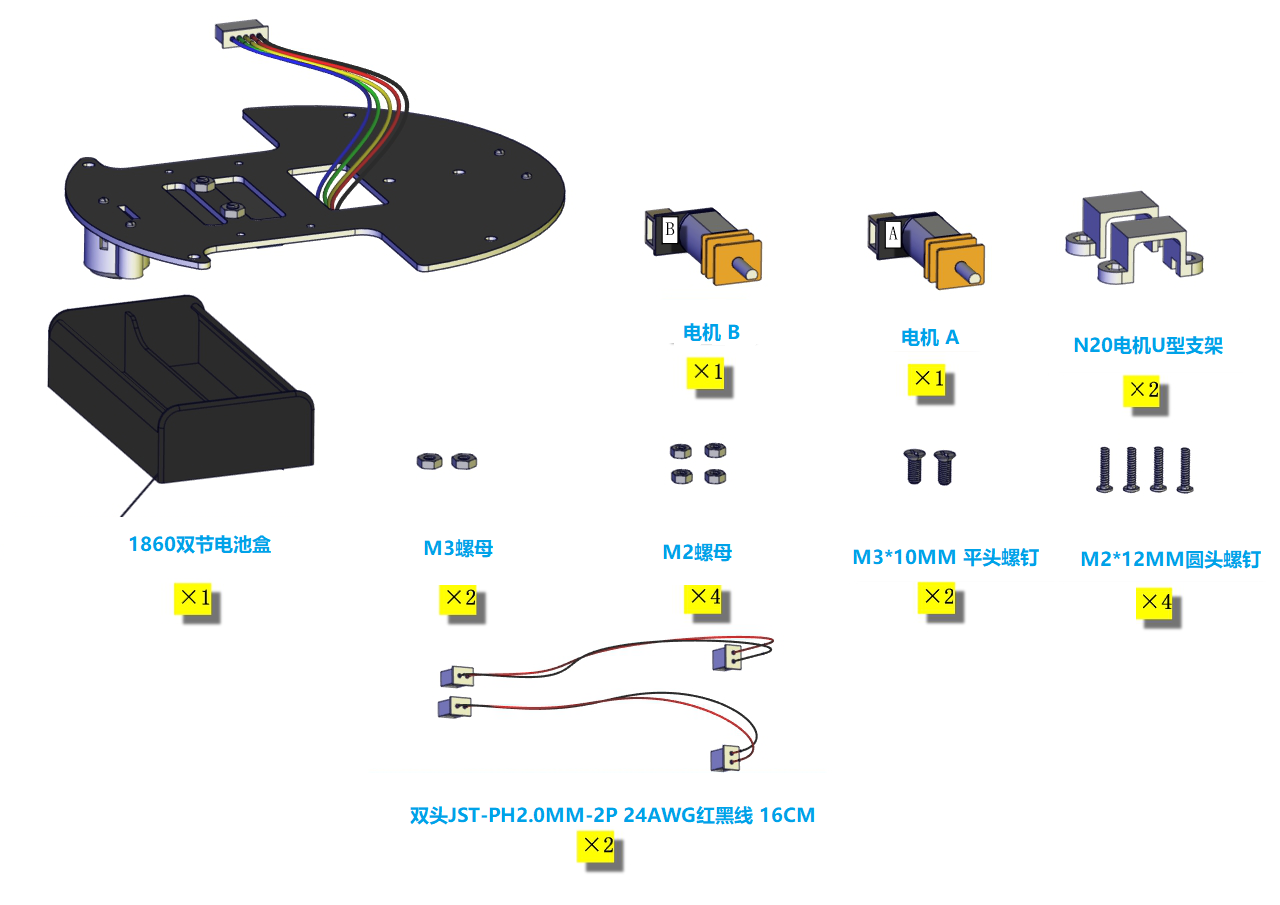 B
A
电机 B
电机 A
N20电机U型支架
×1
×1
×2
1860双节电池盒
M3螺母
M2螺母
M3*10MM 平头螺钉
M2*12MM圆头螺钉
×1
×2
×4
×2
×4
双头JST-PH2.0MM-2P 24AWG红黑线 16CM
×2